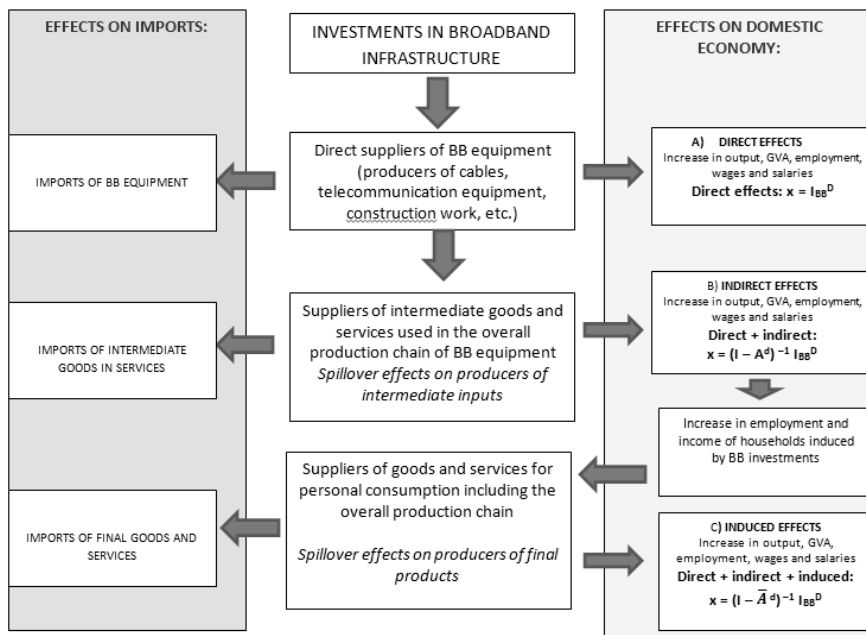 EFFECTS ON IMPORTS:
INVESTMENTS IN BROADBAND
INFRASTRUCTURE
EFFECTS ON DOMESTIC
ECONOMY:
Direct suppliers of BB equipment
(producers of cables,
telecommunication equipment,
construction work, etc.)
IMPORTS OF BB EQUIPMENT
A) DIRECT EFFECTS
Increase in output, GVA, employment,
wages and salaries
Direct effects: x = I_BB^D
Suppliers of intermediate goods and
services used in the overall
production chain of BB equipment
Spillover effects on producers of
intermediate inputs
IMPORTS OF INTERMEDIATE
GOODS IN SERVICES
B) INDIRECT EFFECTS
Increase in output, GVA, employment,
wages and salaries
Direct + indirect:
x = (I – A^d)^–1 I_BB^D
Increase in employment and
income of households induced
by BB investments
Suppliers of goods and services for
personal consumption including the
overall production chain
Spillover effects on producers of final
products
IMPORTS OF FINAL GOODS AND
SERVICES
C) INDUCED EFFECTS
Increase in output, GVA,
employment, wages and salaries
Direct + indirect + induced:
x = (I – Ā^d)^–1 I_BB^D